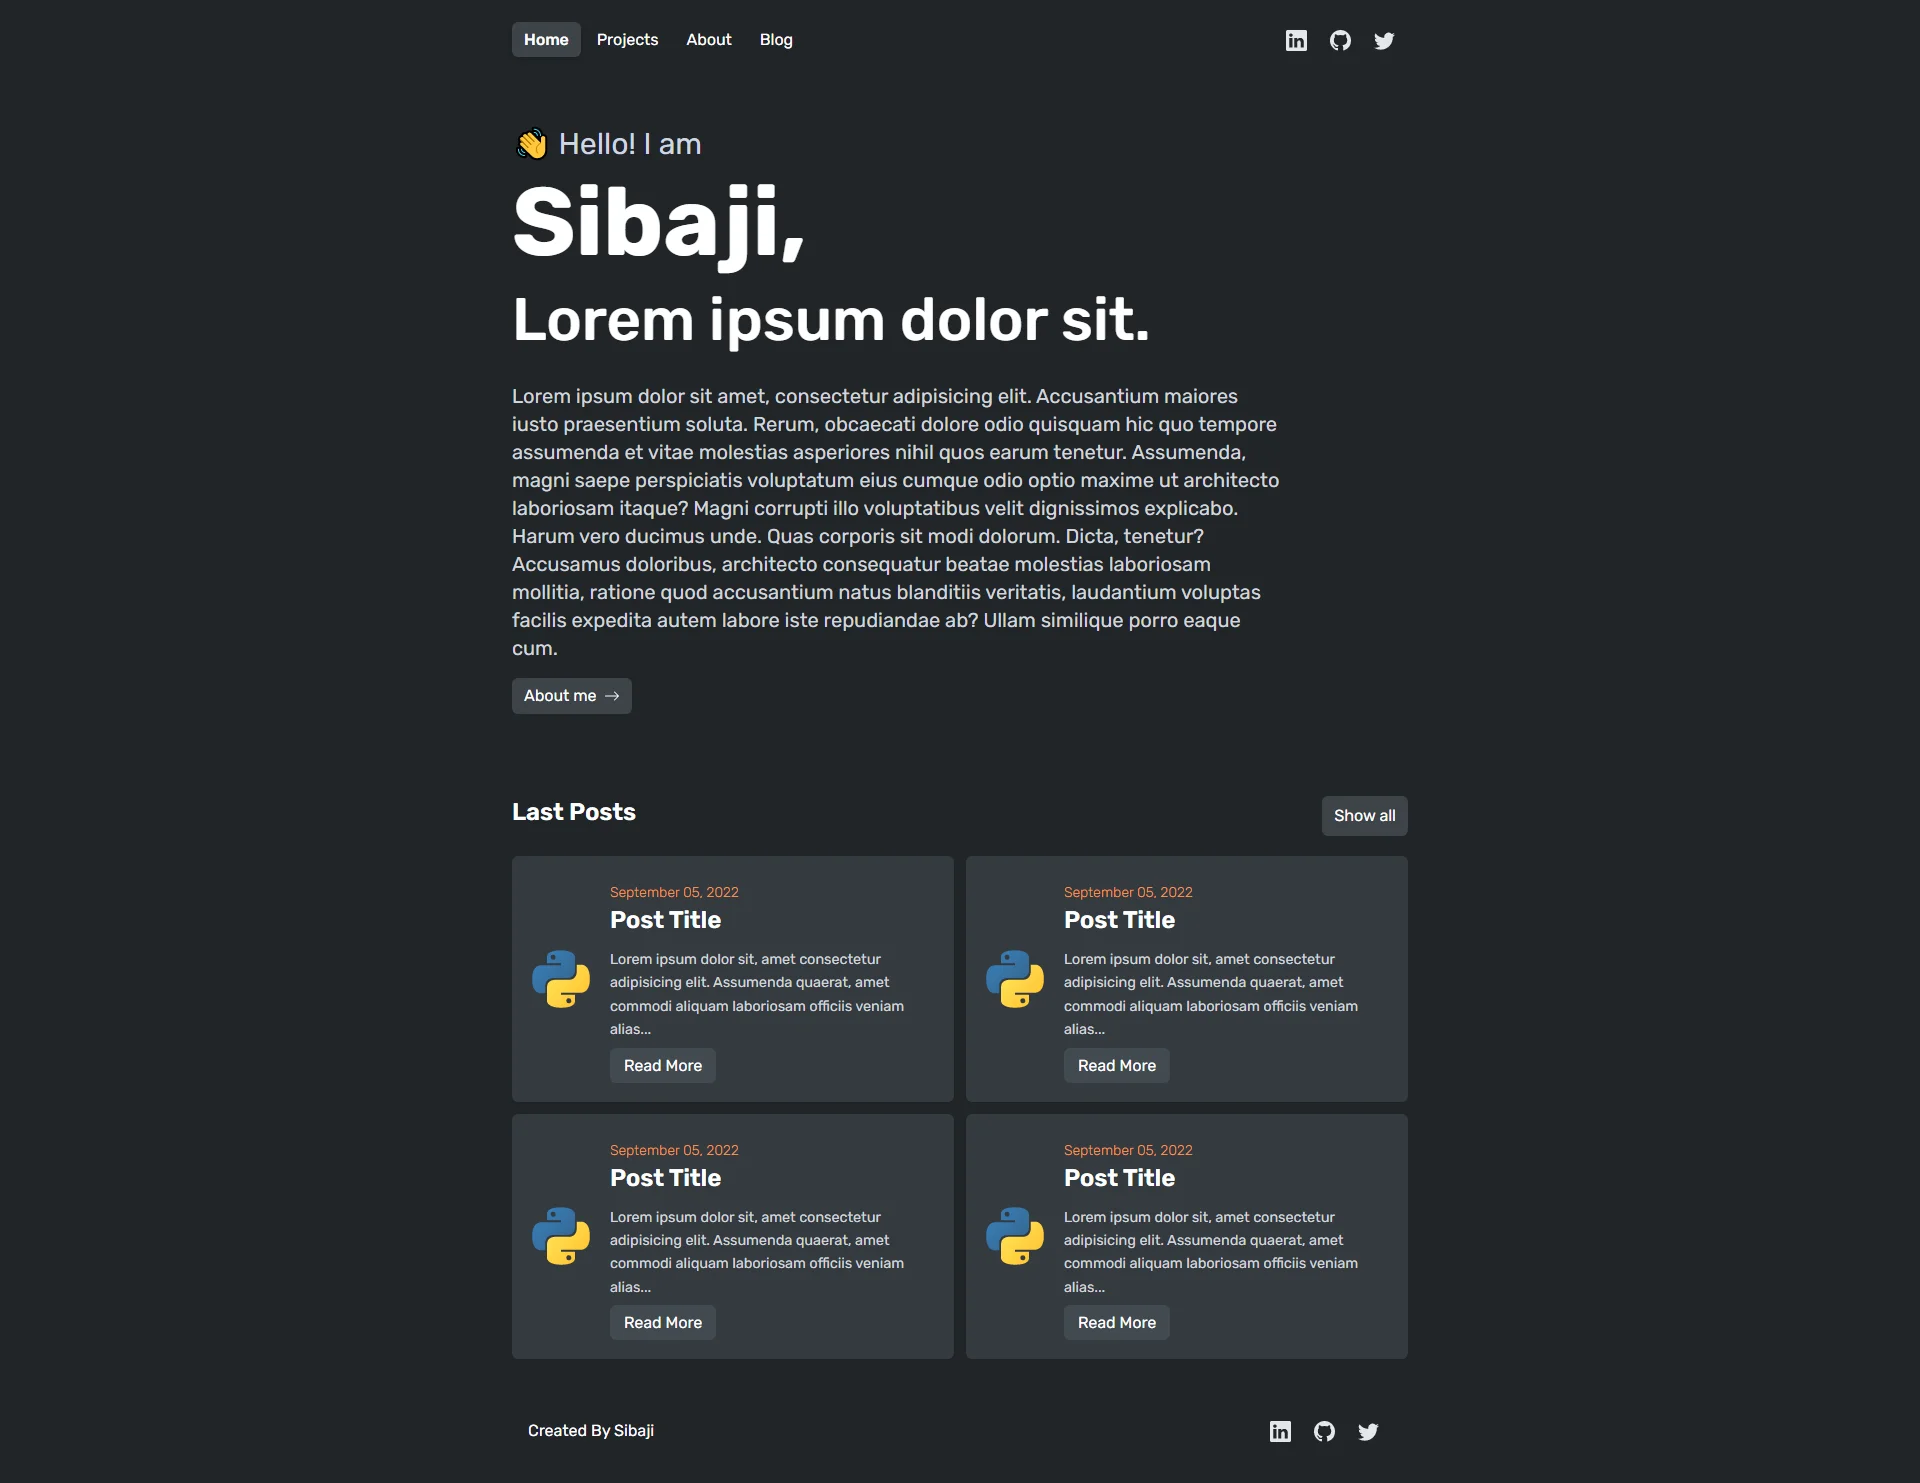 Home Projects About Blog
Hello! I am
Sibaji,
Lorem ipsum dolor sit.
Lorem ipsum dolor sit amet, consectetur adipisicing elit. Accusantium maiores
iusto praesentium soluta. Rerum, obcaecati dolore odio quisquam hic quo tempore
assumenda et vitae molestias asperiores nihil quos earum tenetur. Assumenda,
magni saepe perspiciatis voluptatum eius cumque odio optio maxime ut architecto
laboriosam itaque? Magni corrupti illo voluptatibus velit dignissimos explicabo.
Harum vero ducimus unde. Quas corporis sit modi dolorum. Dicta, tenetur?
Accusamus doloribus, architecto consequatur beatae molestias laboriosam
mollitia, ratione quod accusantium natus blanditiis veritatis, laudantium voluptas
facilis expedita autem labore iste repudiandae ab? Ullam similique porro eaque
cum.
About me →
Last Posts
Show all
September 05, 2022
Post Title
Lorem ipsum dolor sit, amet consectetur
adipisicing elit. Assumenda quaerat, amet
commodi aliquam laboriosam officiis veniam
alias...
Read More
September 05, 2022
Post Title
Lorem ipsum dolor sit, amet consectetur
adipisicing elit. Assumenda quaerat, amet
commodi aliquam laboriosam officiis veniam
alias...
Read More
September 05, 2022
Post Title
Lorem ipsum dolor sit, amet consectetur
adipisicing elit. Assumenda quaerat, amet
commodi aliquam laboriosam officiis veniam
alias...
Read More
September 05, 2022
Post Title
Lorem ipsum dolor sit, amet consectetur
adipisicing elit. Assumenda quaerat, amet
commodi aliquam laboriosam officiis veniam
alias...
Read More
Created By Sibaji